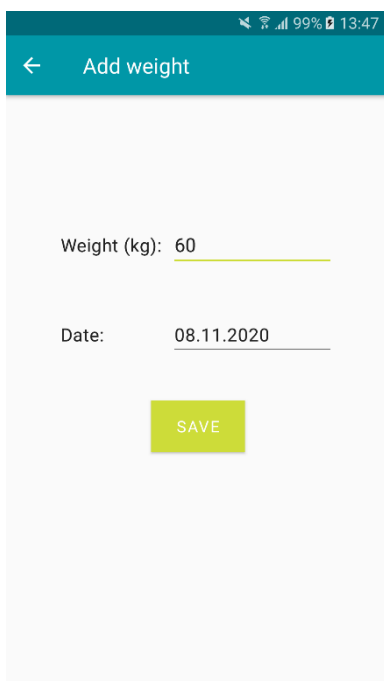 99% 13:47
Add weight
Weight (kg): 60
Date: 08.11.2020
SAVE